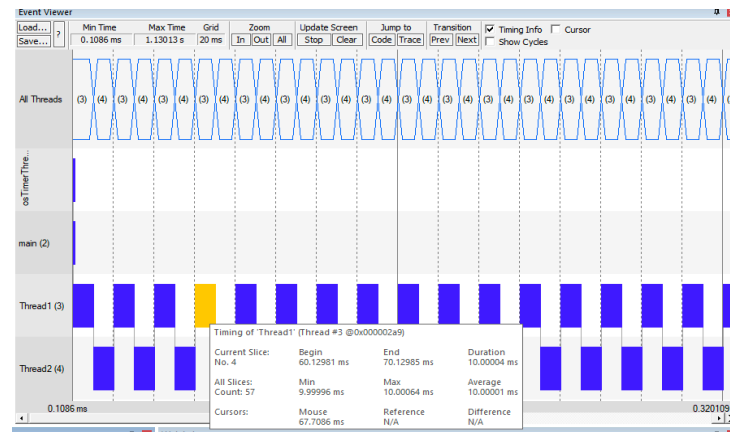 Event Viewer
Load... Min Time Max Time Grid Zoom Update Screen Jump to Transition Timing Info Cursor
Save... ? 0.1086 ms 1.13013 s 20 ms In Out All Stop Clear Code Trace Prev Next Show Cycles
All Threads (3) (4) (3) (4) (3) (4) (3) (4) (3) (4) (3) (4) (3) (4) (3) (4) (3) (4) (3) (4) (3) (4) (3) (4) (3) (4) (3) (4) (3) (4) (3) (4)
osTimerThre...
main (2)
Thread1 (3)
Timing of 'Thread1' (Thread #3 @0x000002a9)
Current Slice: Begin End Duration
No. 4 60.12981 ms 70.12985 ms 10.00004 ms
Thread2 (4)
All Slices: Min Max Average
Count: 57 9.99996 ms 10.00064 ms 10.00001 ms
Cursors: Mouse Reference Difference
67.7086 ms N/A N/A
0.1086 ms 0.320109